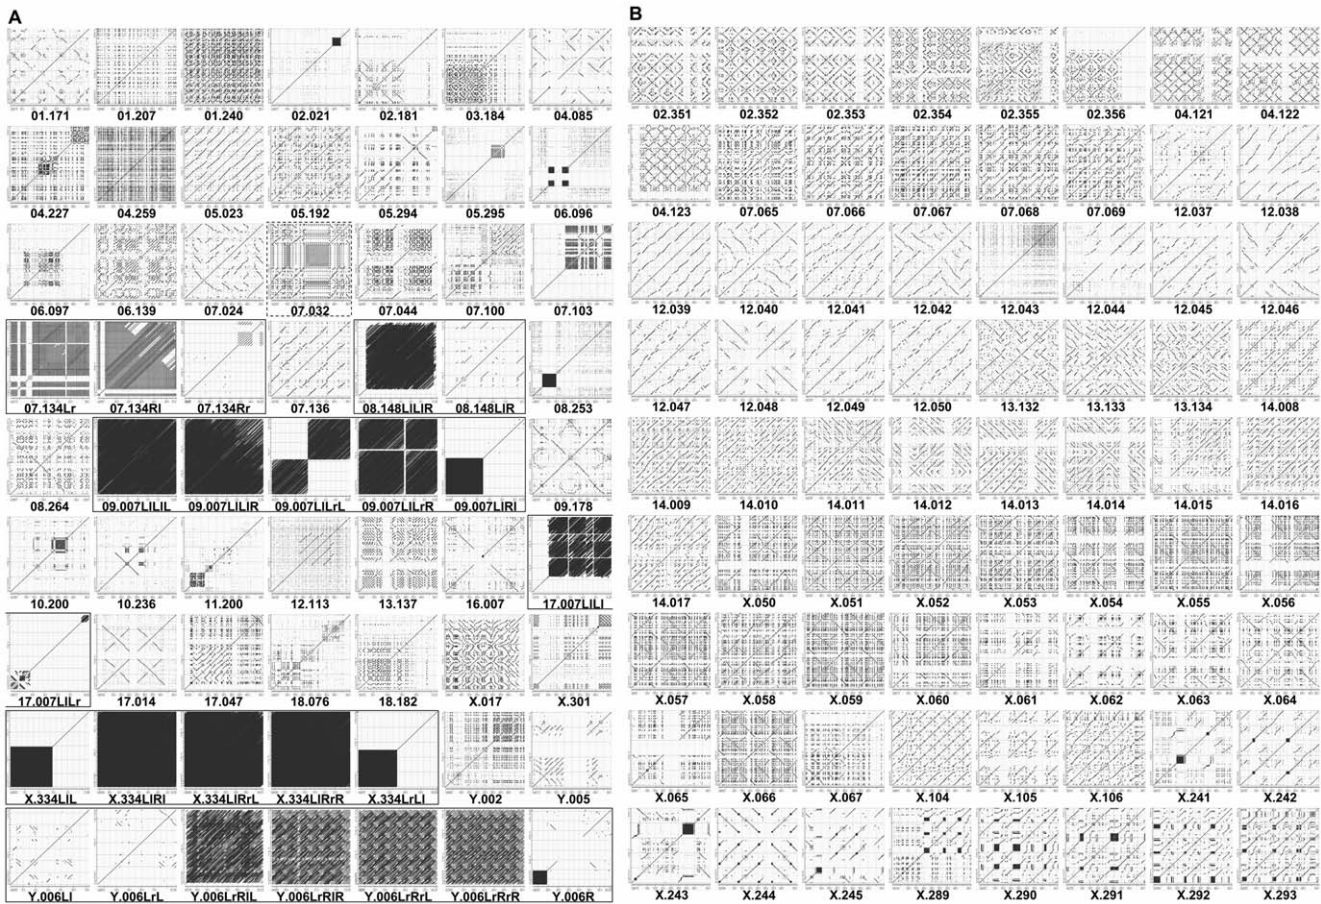 A
01.171 01.207 01.240 02.021 02.181 03.184 04.085
04.227 04.259 05.023 05.192 05.294 05.295 06.096
06.097 06.139 07.024 07.032 07.044 07.100 07.103
07.134Lr 07.134Rl 07.134Rr 07.136 08.148LlLlR 08.148LlR 08.253
08.264 09.007LlLlL 09.007LlLlR 09.007LlLrL 09.007LlLrR 09.007LlRl 09.178
10.200 10.236 11.200 12.113 13.137 16.007 17.007LlLl
17.007LlLr 17.014 17.047 18.076 18.182 X.017 X.301
X.334LlL X.334LlRl X.334LlRrL X.334LlRrR X.334LrLl Y.002 Y.005
Y.006Ll Y.006LrL Y.006LrRlL Y.006LrRlR Y.006LrRrL Y.006LrRrR Y.006R
B
02.351 02.352 02.353 02.354 02.355 02.356 04.121 04.122
04.123 07.065 07.066 07.067 07.068 07.069 12.037 12.038
12.039 12.040 12.041 12.042 12.043 12.044 12.045 12.046
12.047 12.048 12.049 12.050 13.132 13.133 13.134 14.008
14.009 14.010 14.011 14.012 14.013 14.014 14.015 14.016
14.017 X.050 X.051 X.052 X.053 X.054 X.055 X.056
X.057 X.058 X.059 X.060 X.061 X.062 X.063 X.064
X.065 X.066 X.067 X.104 X.105 X.106 X.241 X.242
X.243 X.244 X.245 X.289 X.290 X.291 X.292 X.293